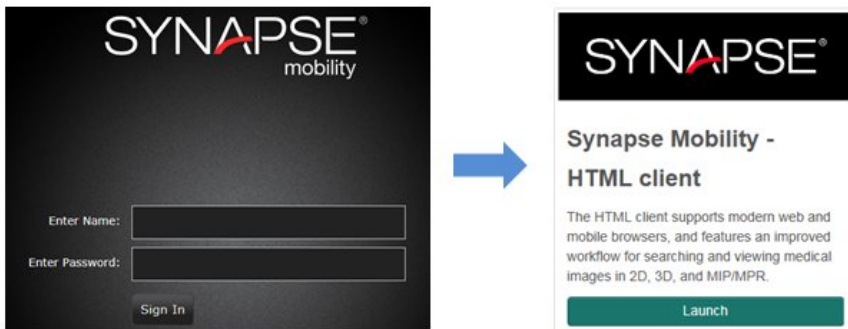 SYNAPSE®
mobility
Enter Name:
Enter Password:
Sign In
SYNAPSE®
Synapse Mobility -
HTML client
The HTML client supports modern web and
mobile browsers, and features an improved
workflow for searching and viewing medical
images in 2D, 3D, and MIP/MPR.
Launch